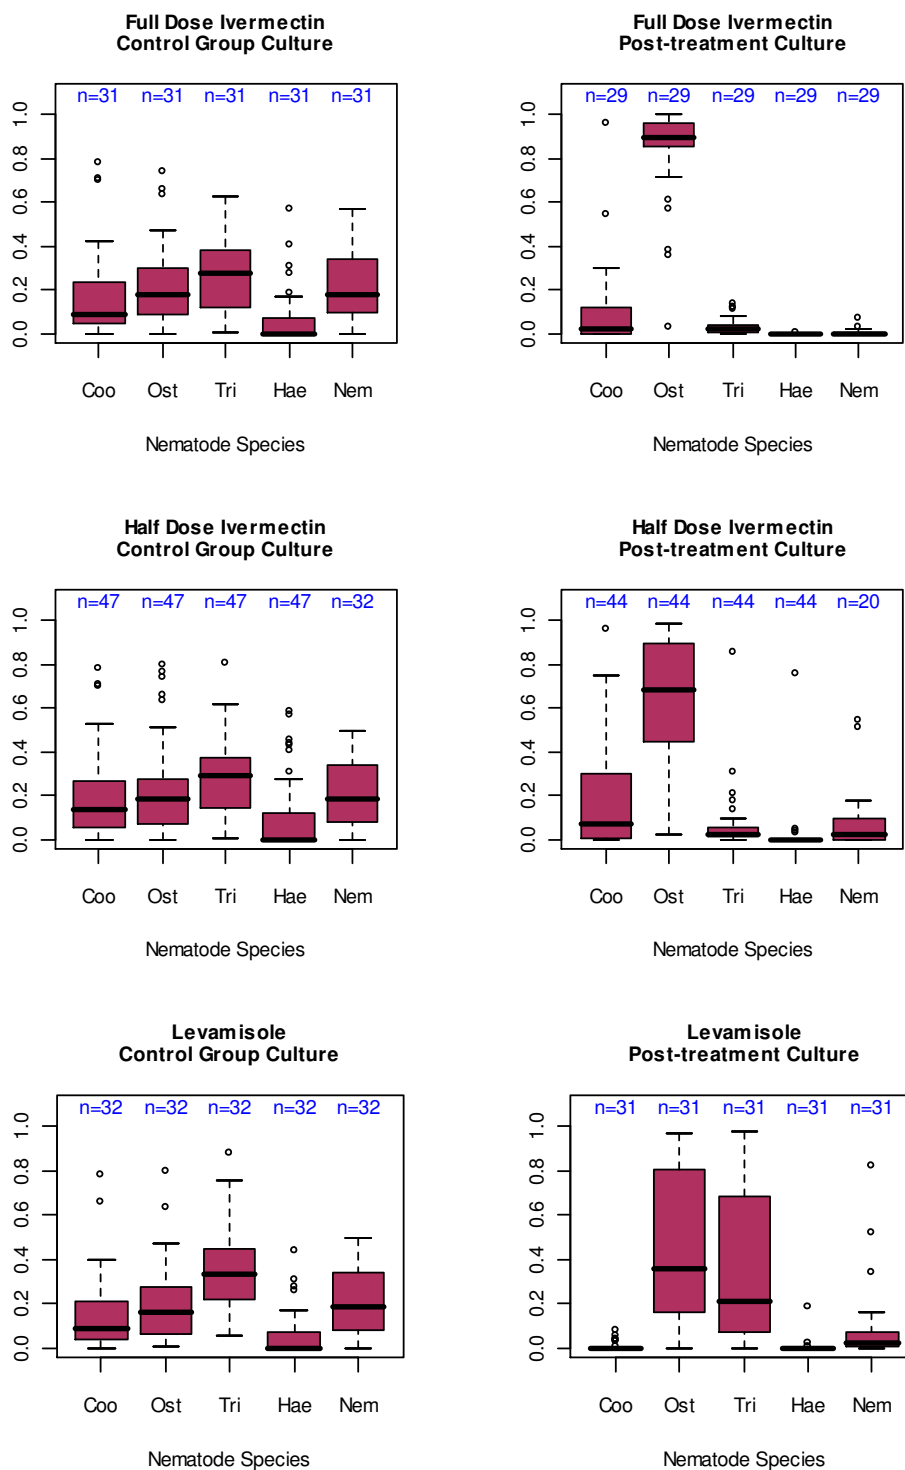 Full Dose Ivermectin
Control Group Culture
n=31 n=31 n=31 n=31 n=31
1.0
0.8
0.6
0.4
0.2
0.0
Coo Ost Tri Hae Nem
Nematode Species
Full Dose Ivermectin
Post-treatment Culture
n=29 n=29 n=29 n=29 n=29
1.0
0.8
0.6
0.4
0.2
0.0
Coo Ost Tri Hae Nem
Nematode Species
Half Dose Ivermectin
Control Group Culture
n=47 n=47 n=47 n=47 n=32
1.0
0.8
0.6
0.4
0.2
0.0
Coo Ost Tri Hae Nem
Nematode Species
Half Dose Ivermectin
Post-treatment Culture
n=44 n=44 n=44 n=44 n=20
1.0
0.8
0.6
0.4
0.2
0.0
Coo Ost Tri Hae Nem
Nematode Species
Levamisole
Control Group Culture
n=32 n=32 n=32 n=32 n=32
1.0
0.8
0.6
0.4
0.2
0.0
Coo Ost Tri Hae Nem
Nematode Species
Levamisole
Post-treatment Culture
n=31 n=31 n=31 n=31 n=31
1.0
0.8
0.6
0.4
0.2
0.0
Coo Ost Tri Hae Nem
Nematode Species